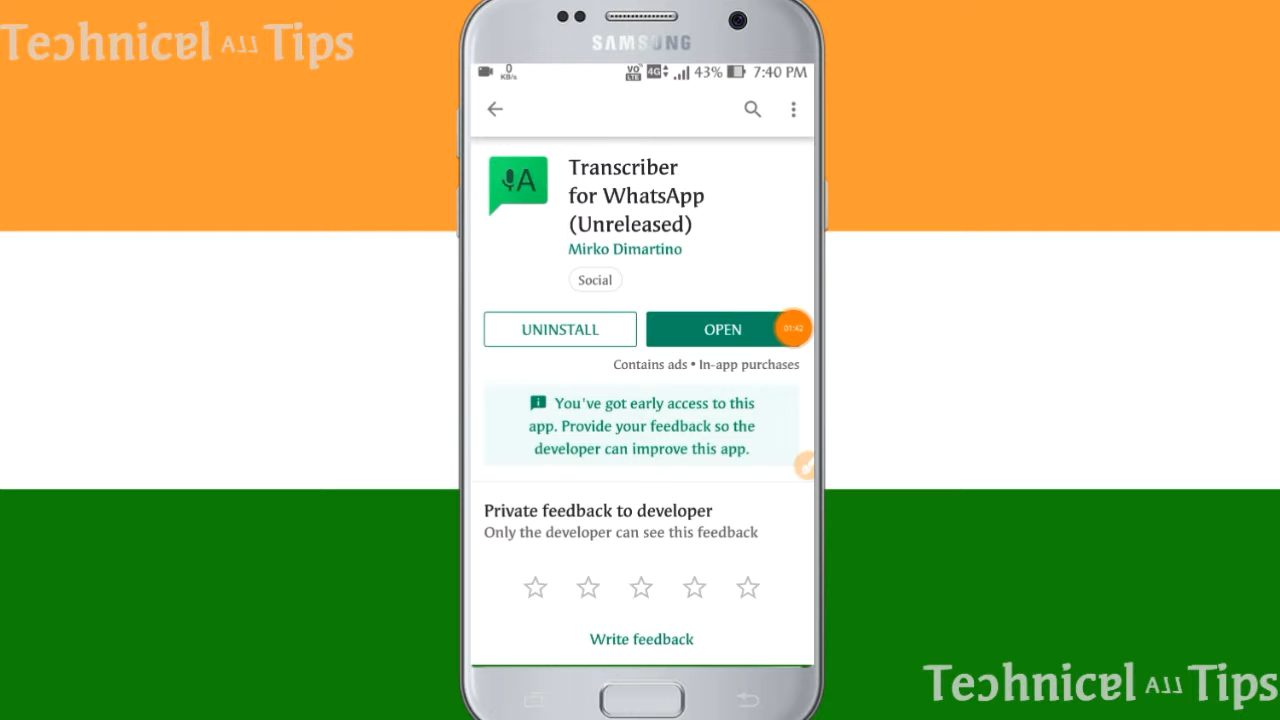 Technical All Tips
SAMSUNG
0
KB/s
VO
LTE
4G
43%
7:40 PM
A
Transcriber
for WhatsApp
(Unreleased)
Mirko Dimartino
Social
UNINSTALL
OPEN
01:42
Contains ads • In-app purchases
You've got early access to this
app. Provide your feedback so the
developer can improve this app.
Private feedback to developer
Only the developer can see this feedback
Write feedback
Technical All Tips